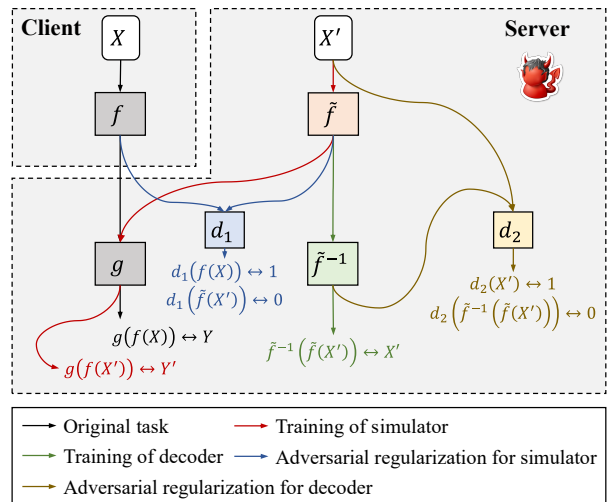 Client
X
X′
Server
f
f̃
d₁
d₂
g
f̃⁻¹
d₁(f(X)) ↔ 1
d₁(f̃(X′)) ↔ 0
d₂(X′) ↔ 1
d₂(f̃⁻¹(f̃(X′))) ↔ 0
g(f(X)) ↔ Y
f̃⁻¹(f̃(X′)) ↔ X′
g(f(X′)) ↔ Y′
Original task
Training of simulator
Training of decoder
Adversarial regularization for simulator
Adversarial regularization for decoder